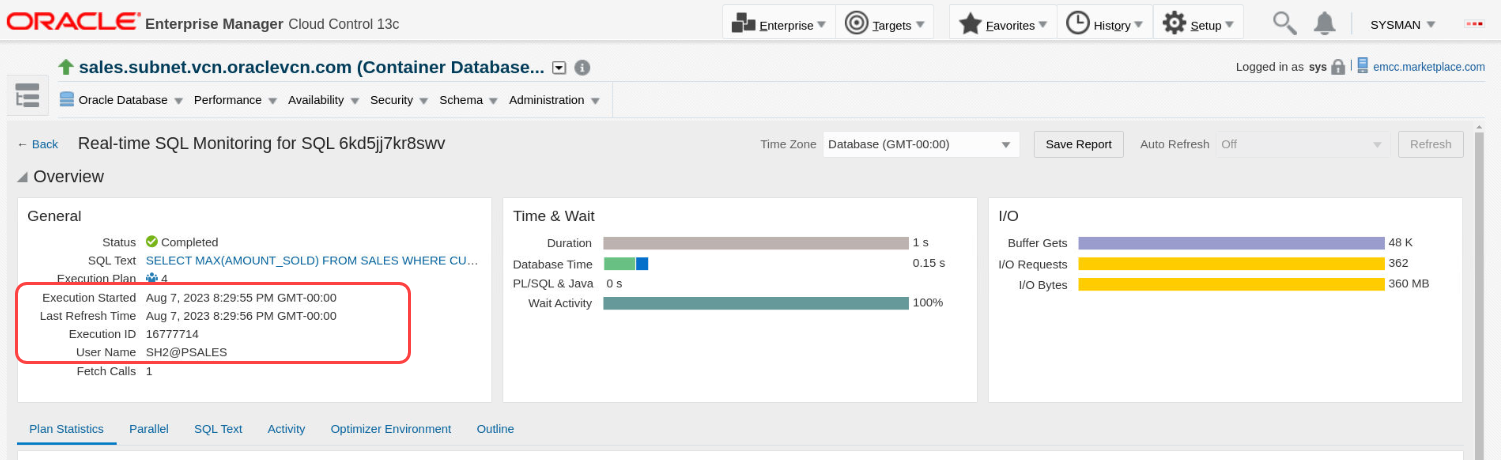 ORACLE Enterprise Manager Cloud Control 13c
Enterprise Targets Favorites History Setup SYSMAN
sales.subnet.vcn.oraclevcn.com (Container Database...
Logged in as sys emcc.marketplace.com
Oracle Database Performance Availability Security Schema Administration
← Back Real-time SQL Monitoring for SQL 6kd5jj7kr8swv
Time Zone Database (GMT-00:00) Save Report Auto Refresh Off Refresh
Overview
General
Status Completed
SQL Text SELECT MAX(AMOUNT_SOLD) FROM SALES WHERE CU...
Execution Plan 4
Execution Started Aug 7, 2023 8:29:55 PM GMT-00:00
Last Refresh Time Aug 7, 2023 8:29:56 PM GMT-00:00
Execution ID 16777714
User Name SH2@PSALES
Fetch Calls 1
Time & Wait
Duration 1 s
Database Time 0.15 s
PL/SQL & Java 0 s
Wait Activity 100%
I/O
Buffer Gets 48 K
I/O Requests 362
I/O Bytes 360 MB
Plan Statistics Parallel SQL Text Activity Optimizer Environment Outline